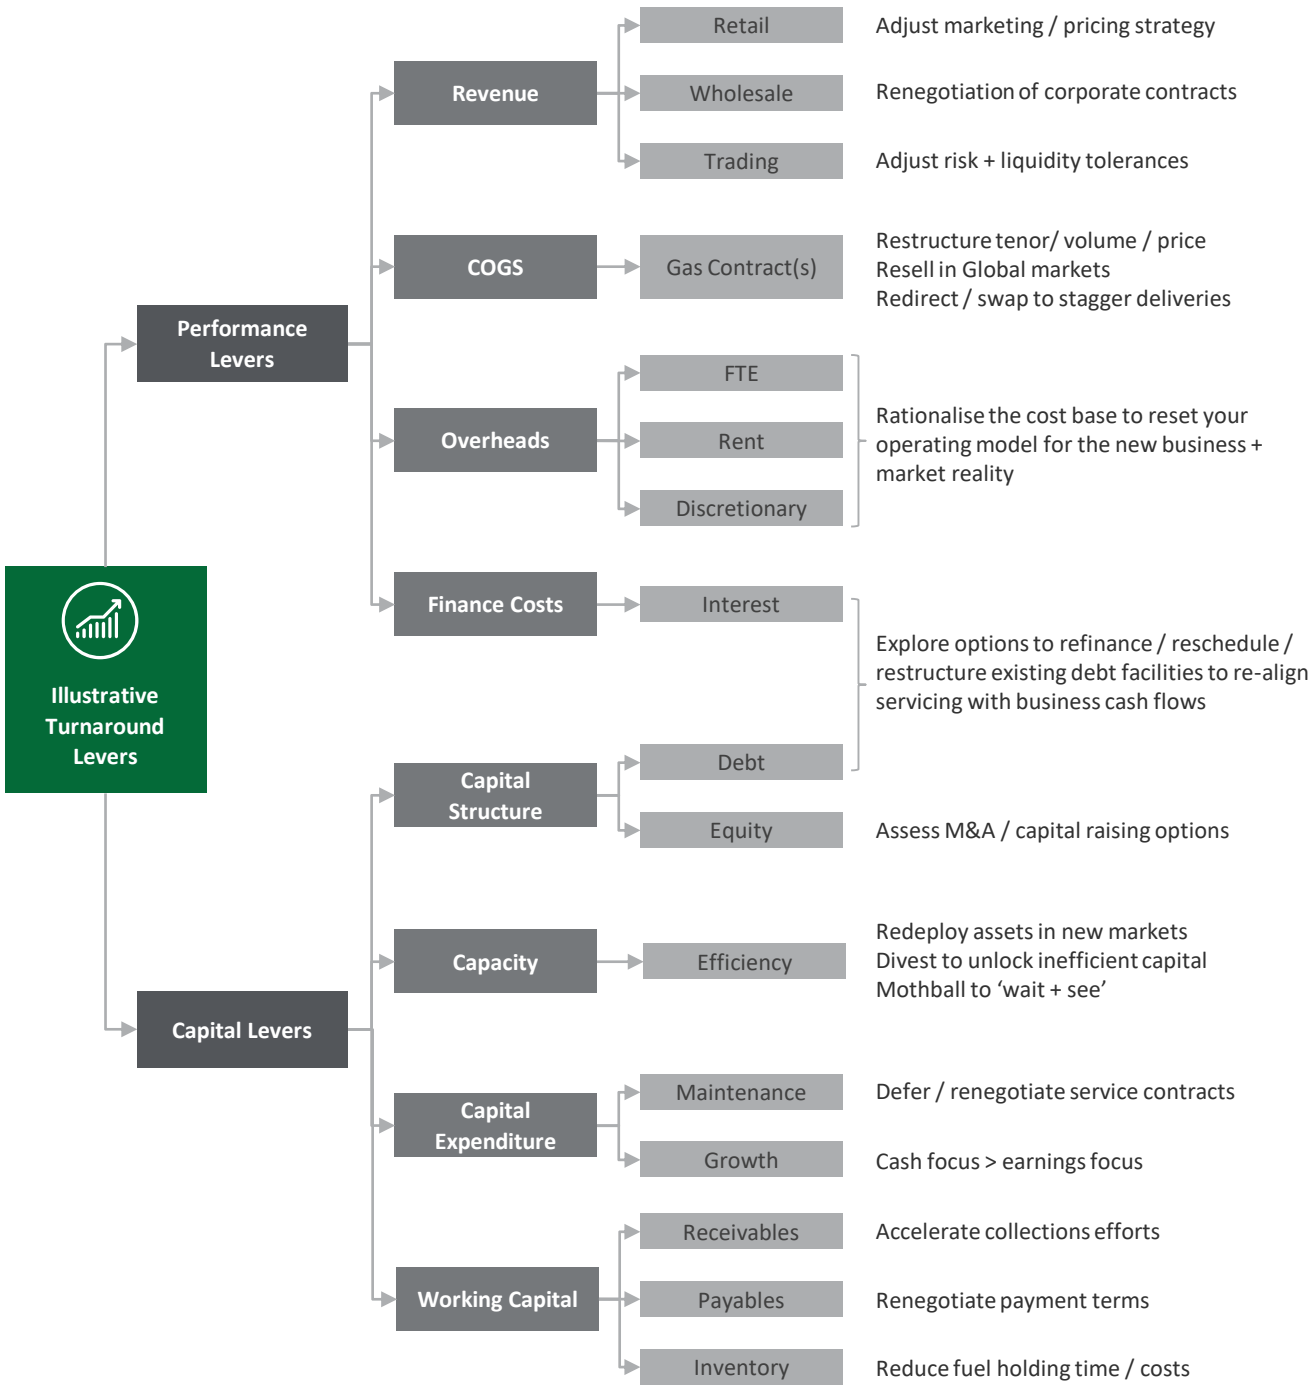 Illustrative
Turnaround
Levers
Performance
Levers
Revenue
Retail
Adjust marketing / pricing strategy
Wholesale
Renegotiation of corporate contracts
Trading
Adjust risk + liquidity tolerances
COGS
Gas Contract(s)
Restructure tenor/ volume / price
Resell in Global markets
Redirect / swap to stagger deliveries
Overheads
FTE
Rent
Discretionary
Rationalise the cost base to reset your
operating model for the new business +
market reality
Finance Costs
Interest
Explore options to refinance / reschedule /
restructure existing debt facilities to re-align
servicing with business cash flows
Capital Levers
Capital
Structure
Debt
Equity
Assess M&A / capital raising options
Capacity
Efficiency
Redeploy assets in new markets
Divest to unlock inefficient capital
Mothball to ‘wait + see’
Capital
Expenditure
Maintenance
Defer / renegotiate service contracts
Growth
Cash focus > earnings focus
Working Capital
Receivables
Accelerate collections efforts
Payables
Renegotiate payment terms
Inventory
Reduce fuel holding time / costs